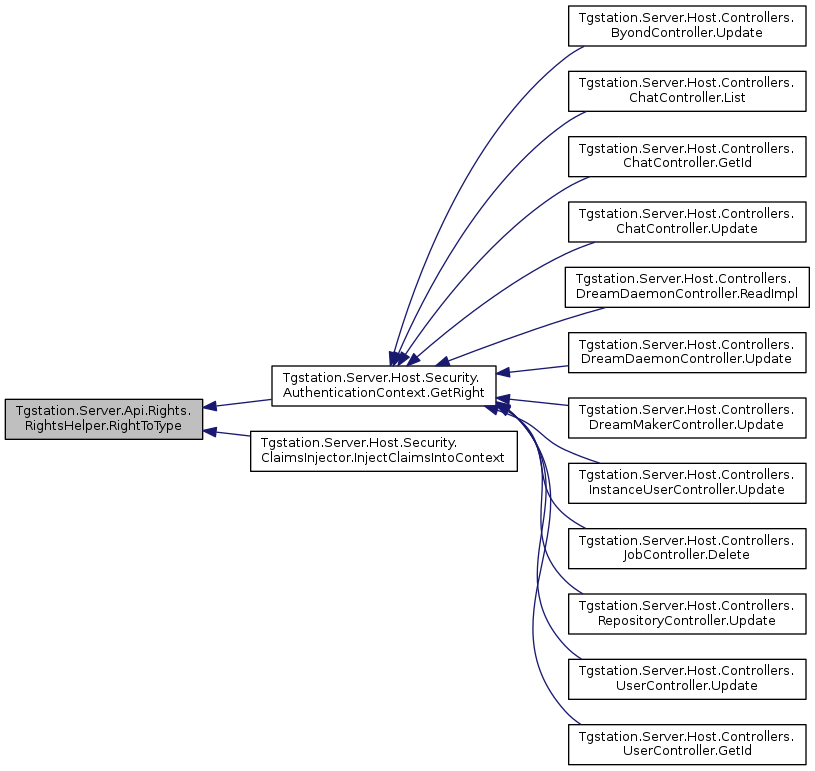 Tgstation.Server.Host.Controllers.
ByondController.Update
Tgstation.Server.Host.Controllers.
ChatController.List
Tgstation.Server.Host.Controllers.
ChatController.GetId
Tgstation.Server.Host.Controllers.
ChatController.Update
Tgstation.Server.Host.Controllers.
DreamDaemonController.ReadImpl
Tgstation.Server.Host.Controllers.
DreamDaemonController.Update
Tgstation.Server.Host.Security.
AuthenticationContext.GetRight
Tgstation.Server.Api.Rights.
RightsHelper.RightToType
Tgstation.Server.Host.Controllers.
DreamMakerController.Update
Tgstation.Server.Host.Security.
ClaimsInjector.InjectClaimsIntoContext
Tgstation.Server.Host.Controllers.
InstanceUserController.Update
Tgstation.Server.Host.Controllers.
JobController.Delete
Tgstation.Server.Host.Controllers.
RepositoryController.Update
Tgstation.Server.Host.Controllers.
UserController.Update
Tgstation.Server.Host.Controllers.
UserController.GetId